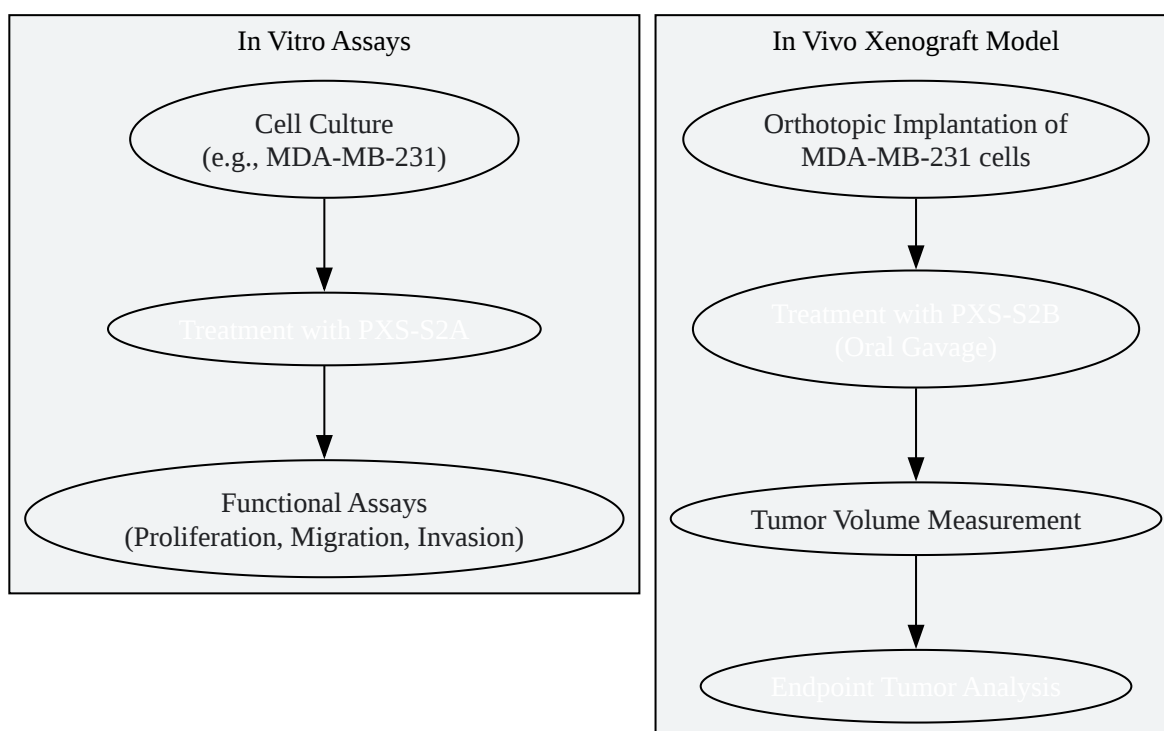 In Vitro Assays
Cell Culture
(e.g., MDA-MB-231)
Treatment with PXS-S2A
Functional Assays
(Proliferation, Migration, Invasion)
In Vivo Xenograft Model
Orthotopic Implantation of
MDA-MB-231 cells
Treatment with PXS-S2B
(Oral Gavage)
Tumor Volume Measurement
Endpoint Tumor Analysis